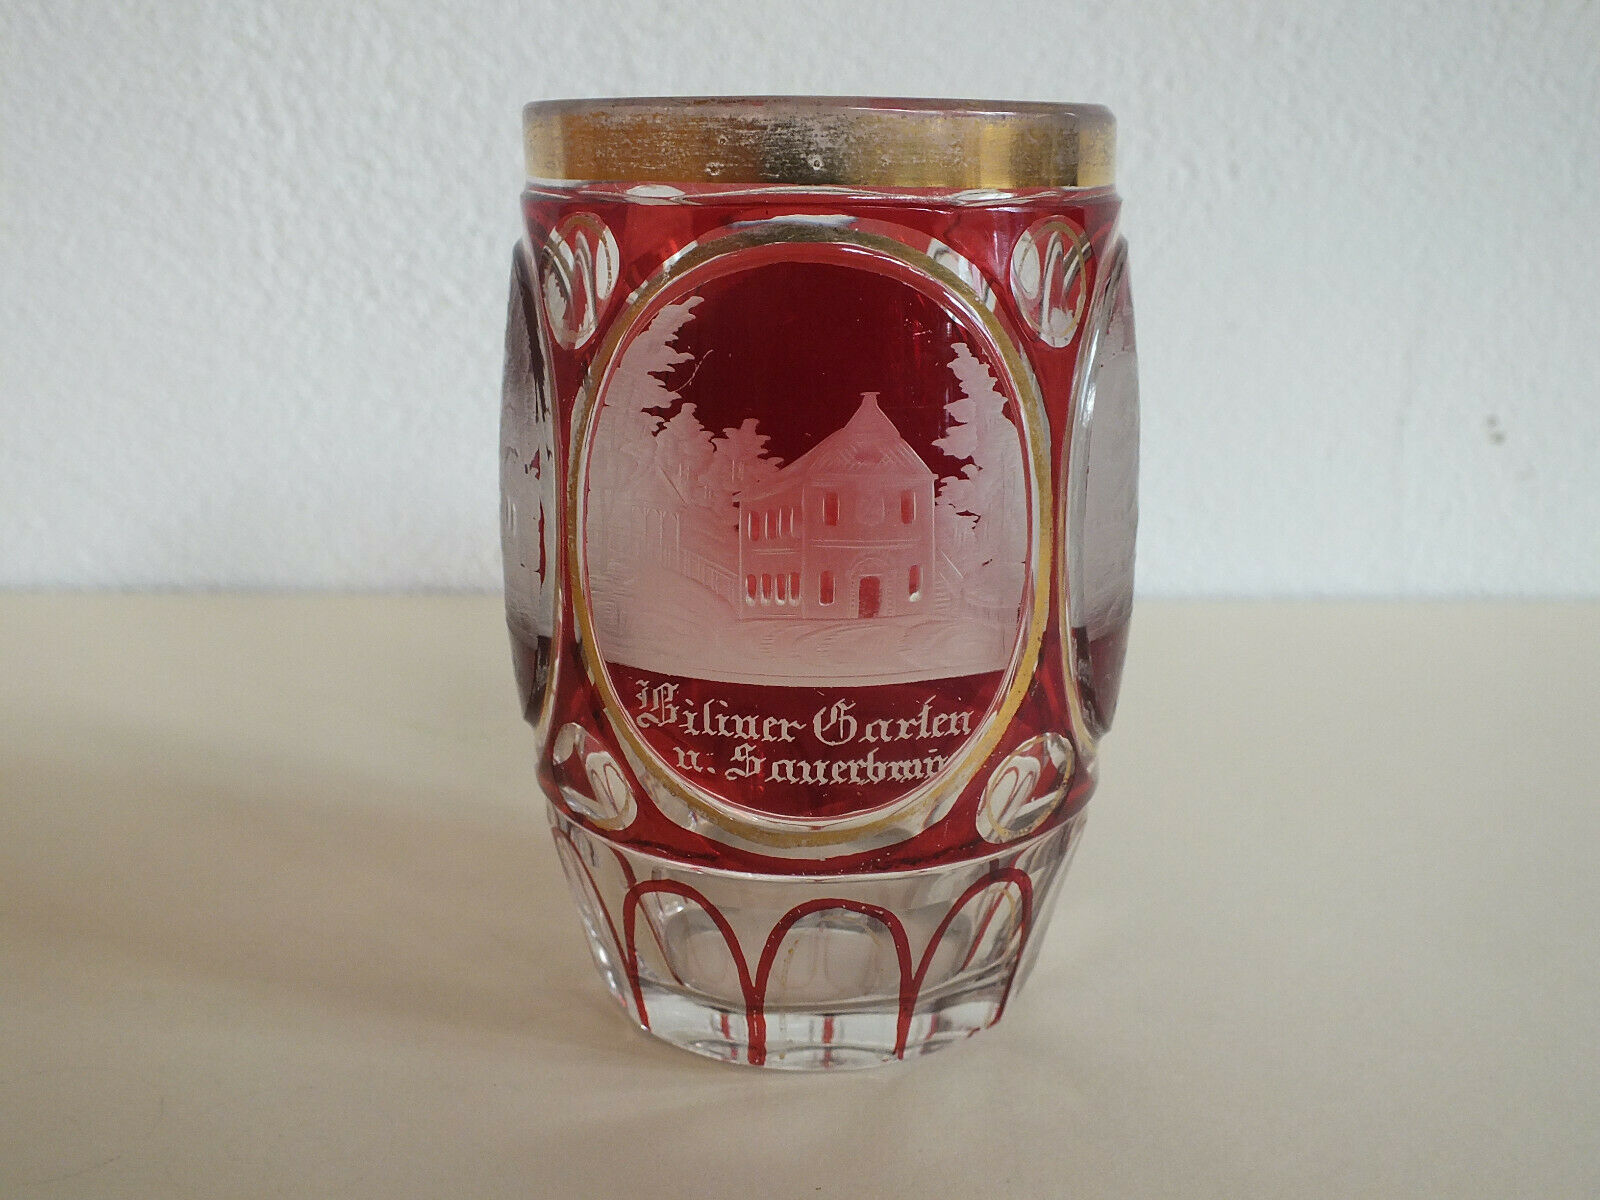 Biliner Garten
u. Sauerbrun